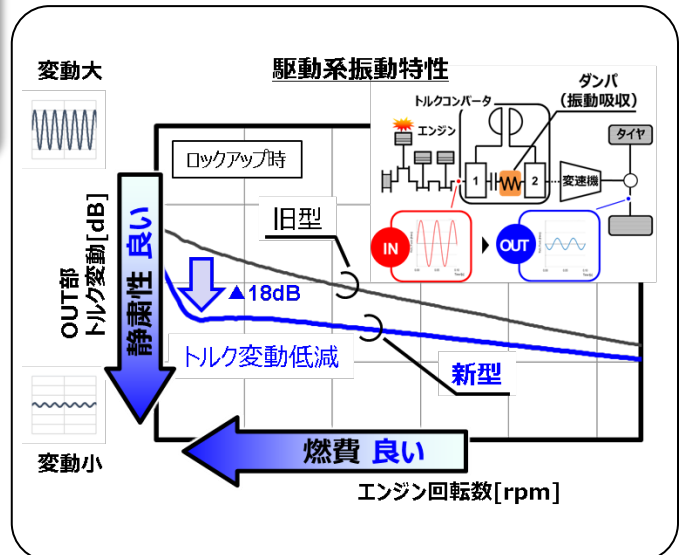 変動大
駆動系振動特性
ダンパ
(振動吸収)
トルクコンバータ
エンジン
タイヤ
1
2
変速機
IN
OUT
ロックアップ時
旧型
▲18dB
トルク変動低減
新型
OUT部
トルク変動[dB]
静粛性 良い
変動小
燃費 良い
エンジン回転数[rpm]